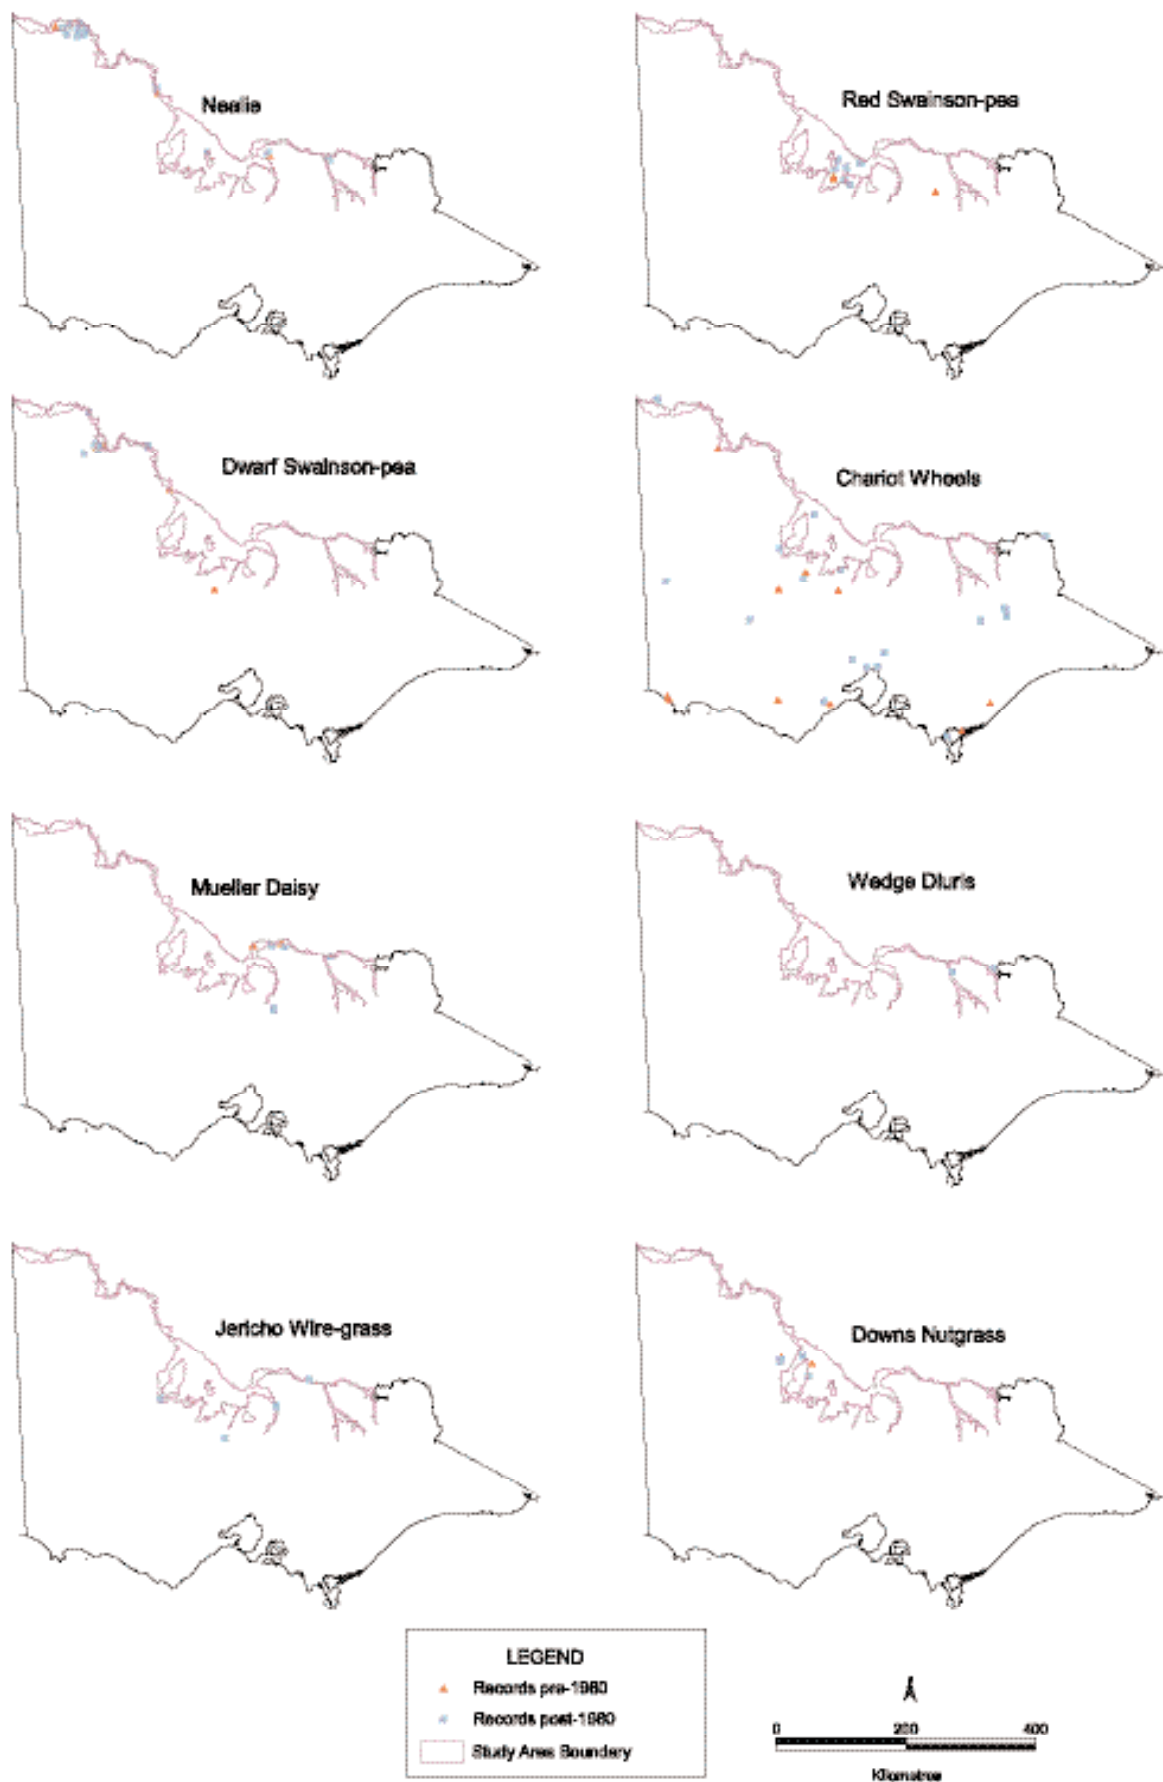 Nealie
Red Swainson-pea
Dwarf Swainson-pea
Chariot Wheels
Mueller Daisy
Wedge Diuris
Jericho Wire-grass
Downs Nutgrass
LEGEND
Records pre-1980
Records post-1980
Study Area Boundary
0 200 400
Kilometres